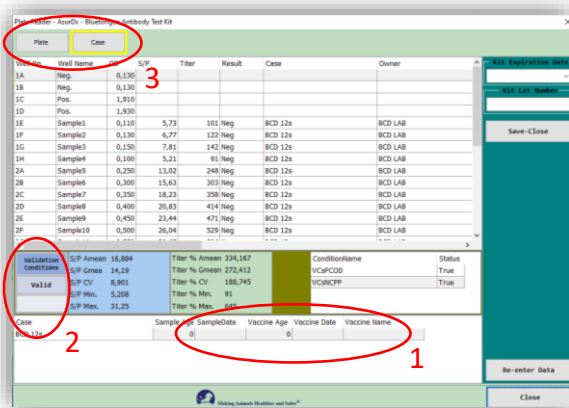 Plate Reader - AsurDx - Bluetongue Antibody Test Kit
Plate Case
Well No Well Name OD S/P Titer Result Case Owner
1A Neg. 0,130
1B Neg. 0,130
1C Pos. 1,910
1D Pos. 1,930
1E Sample1 0,110 5,73 101 Neg BCD 12s BCD LAB
1F Sample2 0,130 6,77 122 Neg BCD 12s BCD LAB
1G Sample3 0,150 7,81 142 Neg BCD 12s BCD LAB
1H Sample4 0,100 5,21 91 Neg BCD 12s BCD LAB
2A Sample5 0,250 13,02 248 Neg BCD 12s BCD LAB
2B Sample6 0,300 15,63 303 Neg BCD 12s BCD LAB
2C Sample7 0,350 18,23 358 Neg BCD 12s BCD LAB
2D Sample8 0,400 20,83 414 Neg BCD 12s BCD LAB
2E Sample9 0,450 23,44 471 Neg BCD 12s BCD LAB
2F Sample10 0,500 26,04 529 Neg BCD 12s BCD LAB
3
Kit Expiration Date
Kit Lot Number
Save-Close
Validation Conditions
Valid
S/P Amean 16,884
S/P Gmea 14,19
S/P CV 8,901
S/P Min. 5,208
S/P Max. 31,25
Titer % Amean 334,167
Titer % Gmean 272,412
Titer % CV 188,745
Titer % Min. 91
Titer % Max. 645
ConditionName Status
VCsPCOD True
VCsNCPP True
Case Sample Age SampleDate Vaccine Age Vaccine Date Vaccine Name
BCD 12s 0 0
2
1
Re-enter Data
Making Animals Healthier and Safer
Close